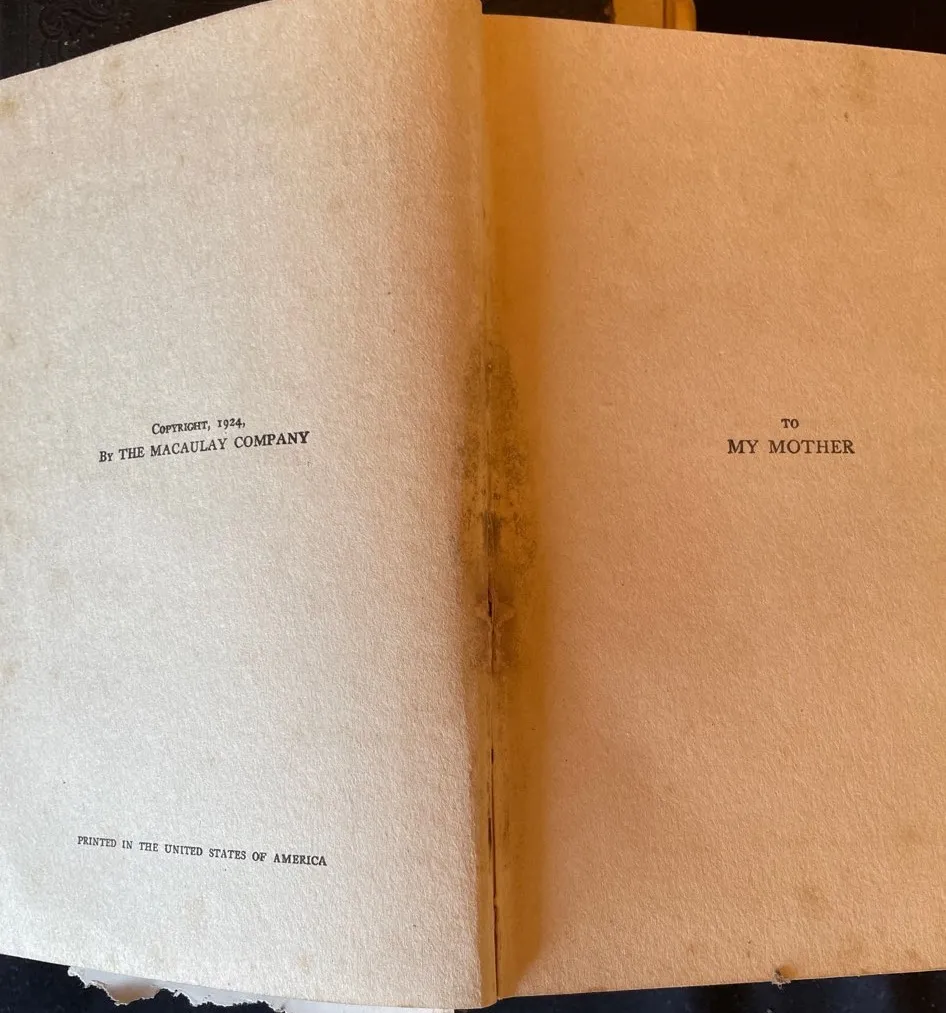 Copyright, 1924,
By THE MACAULAY COMPANY
PRINTED IN THE UNITED STATES OF AMERICA
TO
MY MOTHER